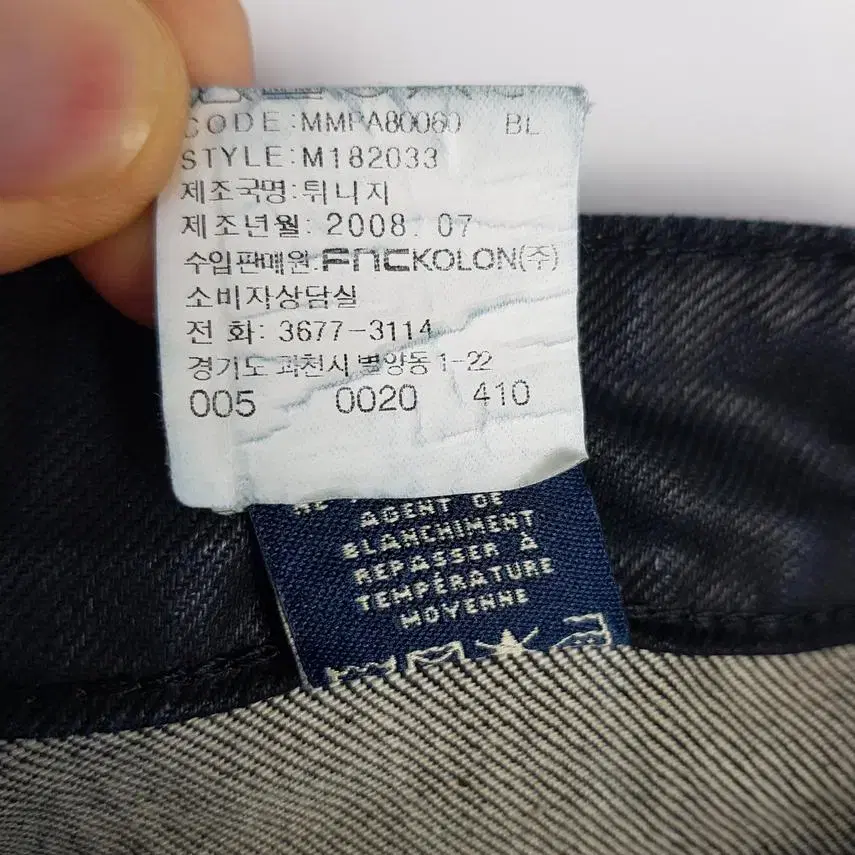 CODE:MMPA80060 BL
STYLE:M182033
제조국명:튀니지
제조년월: 2008. 07
수입판매원:FNCKOLON(주)
소비자상담실
전 화: 3677-3114
경기도 과천시 별양동 1-22
005 0020 410
AGENT DE
BLANCHIMENT
REPASSER À
TEMPÉRATURE
MOYENNE